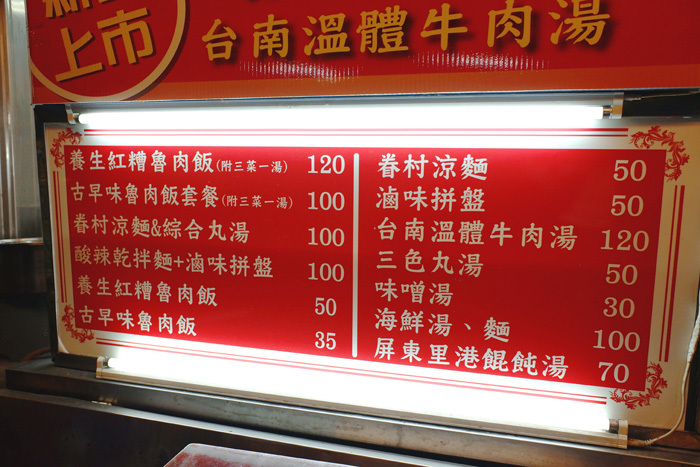 上市
台南溫體牛肉湯
養生紅糟魯肉飯(附三菜一湯) 120
古早味魯肉飯套餐(附三菜一湯) 100
眷村涼麵&綜合丸湯 100
酸辣乾拌麵+滷味拼盤 100
養生紅糟魯肉飯 50
古早味魯肉飯 35
眷村涼麵 50
滷味拼盤 50
台南溫體牛肉湯 120
三色丸湯 50
味噌湯 30
海鮮湯、麵 100
屏東里港餛飩湯 70